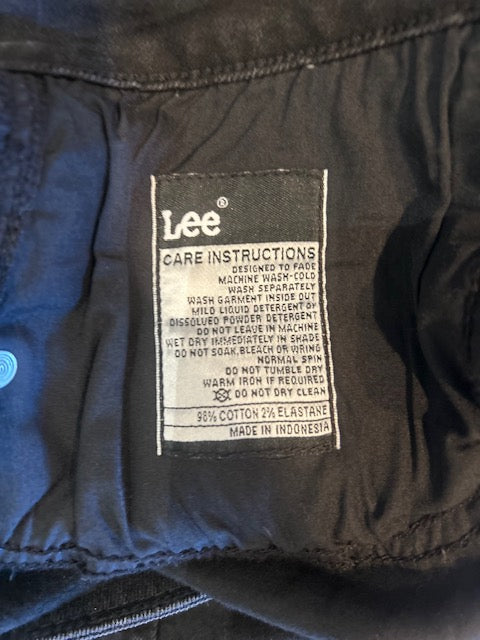 Lee®
CARE INSTRUCTIONS
DESIGNED TO FADE
MACHINE WASH-COLD
WASH SEPARATELY
WASH GARMENT INSIDE OUT
MILD LIQUID DETERGENT OR
DISSOLVED POWDER DETERGENT
DO NOT LEAVE IN MACHINE
WET DRY IMMEDIATELY IN SHADE
DO NOT SOAK,BLEACH OR WRING
NORMAL SPIN
DO NOT TUMBLE DRY
WARM IRON IF REQUIRED
DO NOT DRY CLEAN
98% COTTON 2% ELASTANE
MADE IN INDONESIA